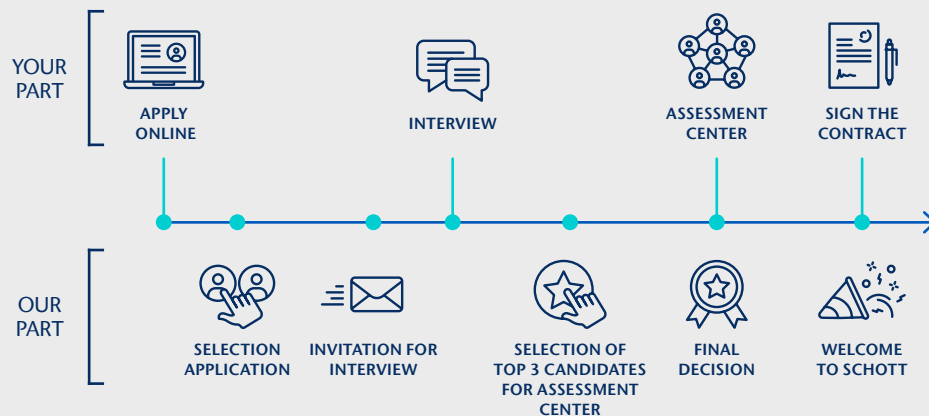 YOUR
PART
APPLY
ONLINE
INTERVIEW
ASSESSMENT
CENTER
SIGN THE
CONTRACT
OUR
PART
SELECTION
APPLICATION
INVITATION FOR
INTERVIEW
SELECTION OF
TOP 3 CANDIDATES
FOR ASSESSMENT
CENTER
FINAL
DECISION
WELCOME
TO SCHOTT